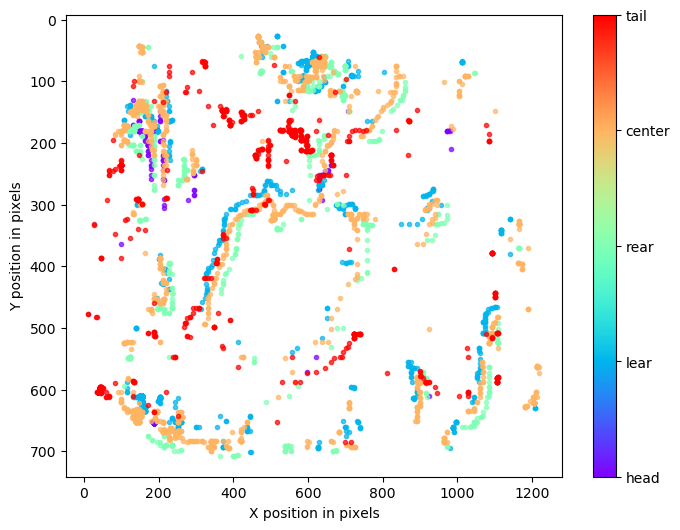 0
100
200
300
400
500
600
700
Y position in pixels
0 200 400 600 800 1000 1200
X position in pixels
tail
center
rear
lear
head